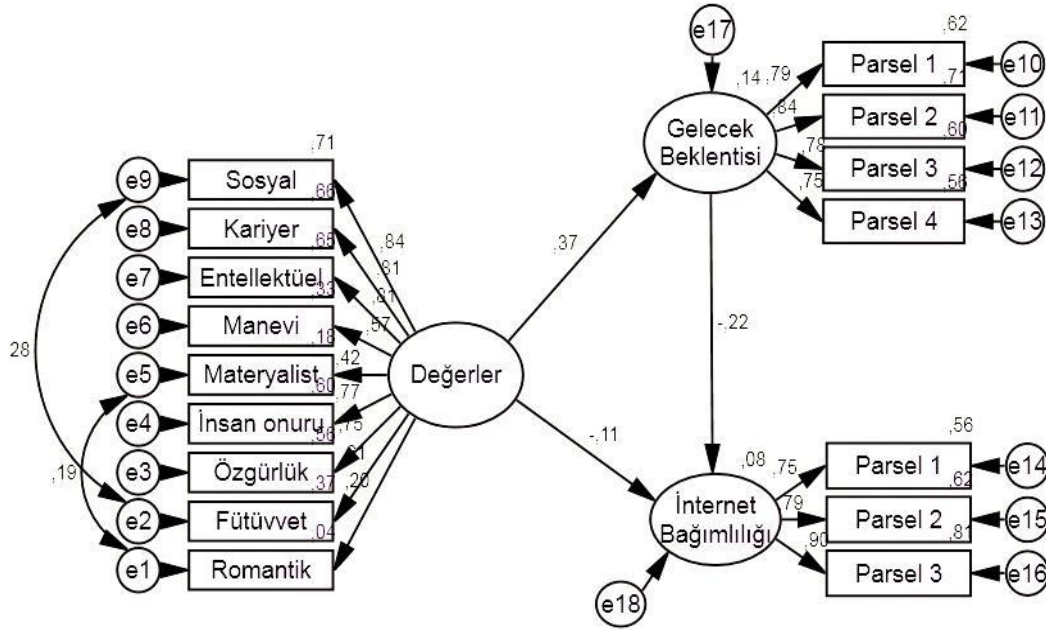 e17
,62
,14
,79
Parsel 1
e10
,71
,84
Parsel 2
e11
Gelecek
Beklentisi
,60
,78
Parsel 3
e12
,56
,75
Parsel 4
e13
,71
e9
Sosyal
,66
e8
Kariyer
,65
e7
Entellektüel
,33
e6
Manevi
,18
e5
Materyalist
,60
e4
İnsan onuru
,56
e3
Özgürlük
,37
e2
Fütüvvet
,04
e1
Romantik
28
,19
,84
,81
,81
,57
,42
,77
,75
,61
,20
Değerler
,37
-,22
-,11
,56
,08
,75
Parsel 1
e14
,62
,79
Parsel 2
e15
İnternet
Bağımlılığı
,81
,90
Parsel 3
e16
e18